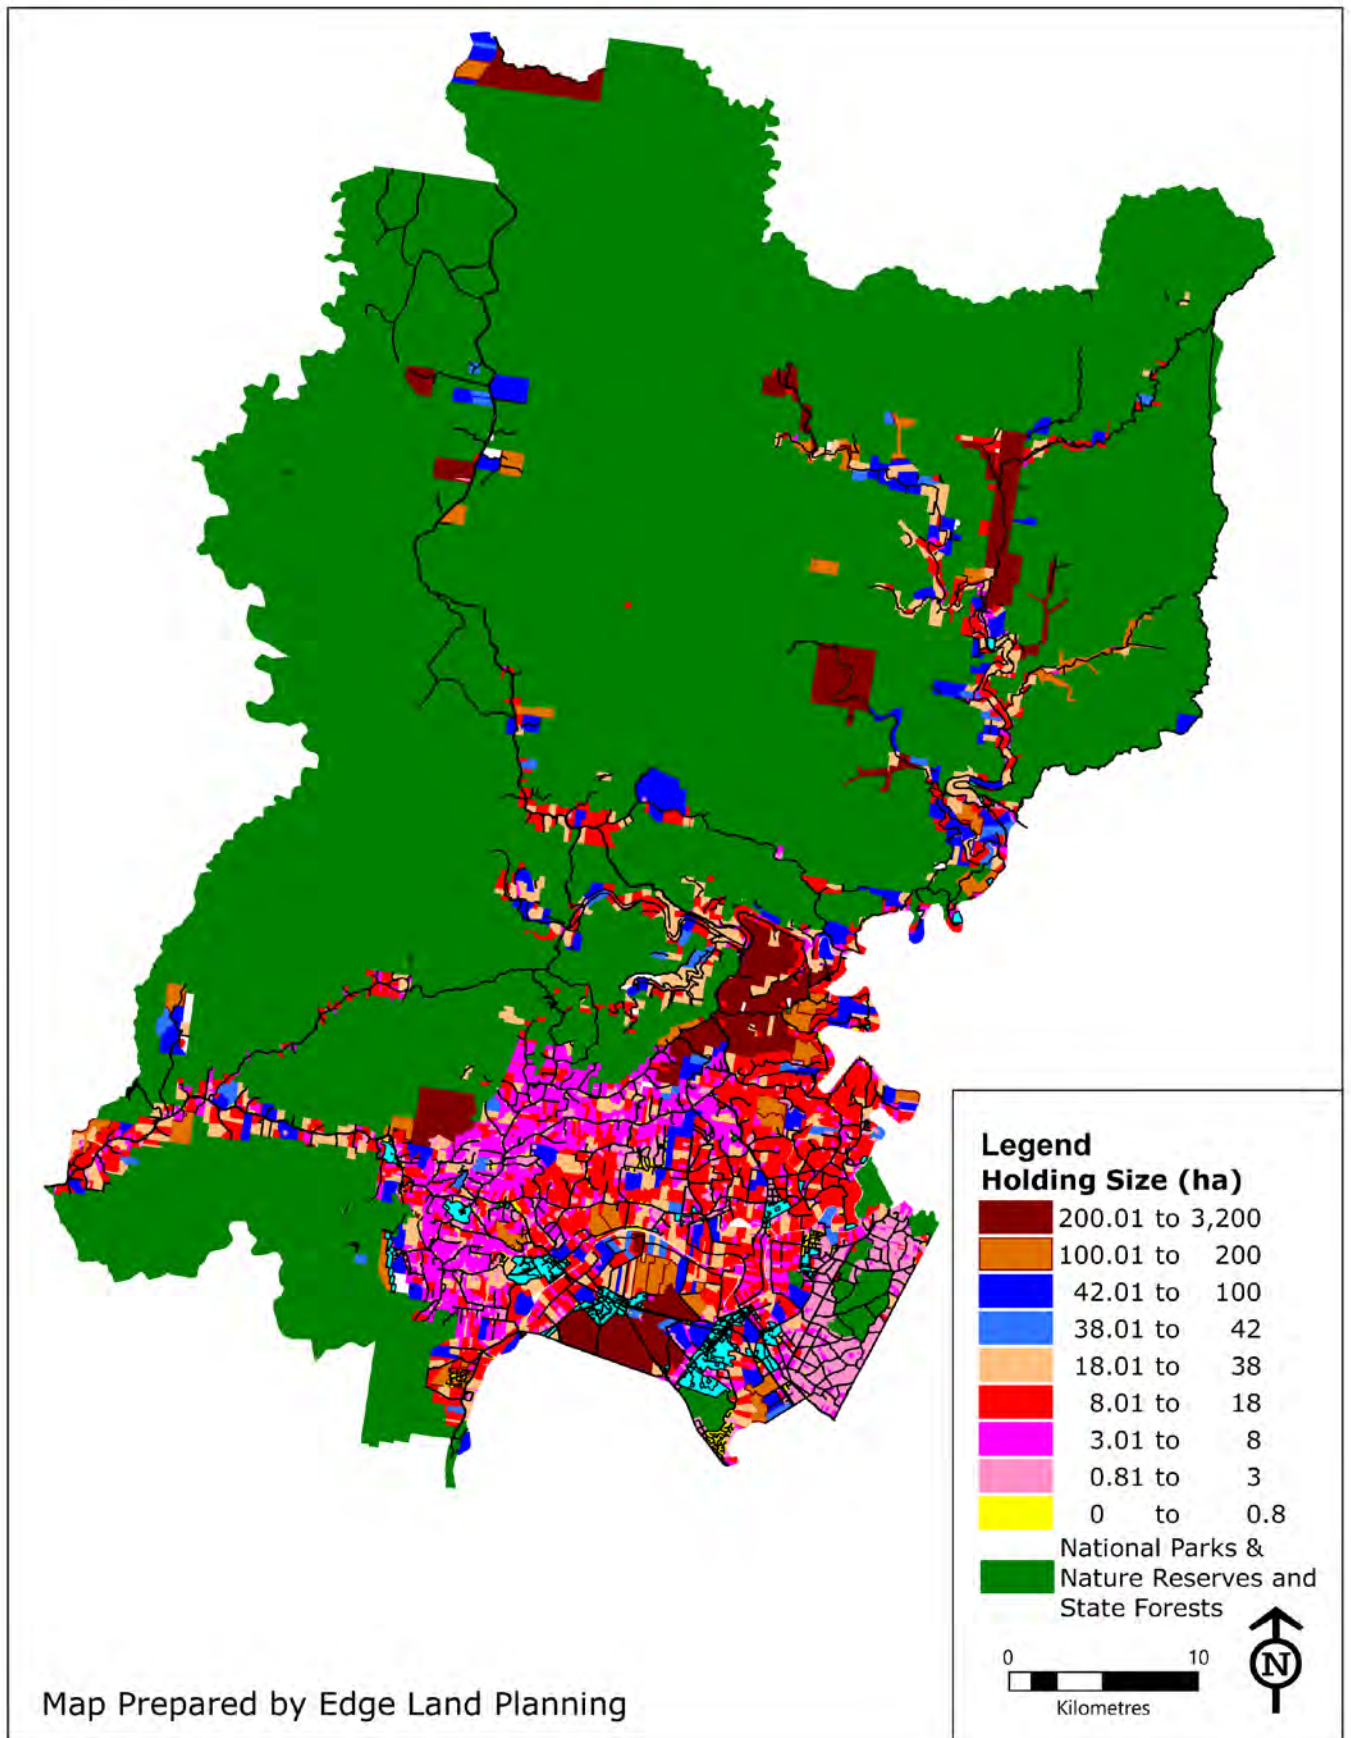 Legend
Holding Size (ha)
200.01 to 3,200
100.01 to 200
42.01 to 100
38.01 to 42
18.01 to 38
8.01 to 18
3.01 to 8
0.81 to 3
0 to 0.8
National Parks &
Nature Reserves and
State Forests
0 10
Kilometres
N
Map Prepared by Edge Land Planning